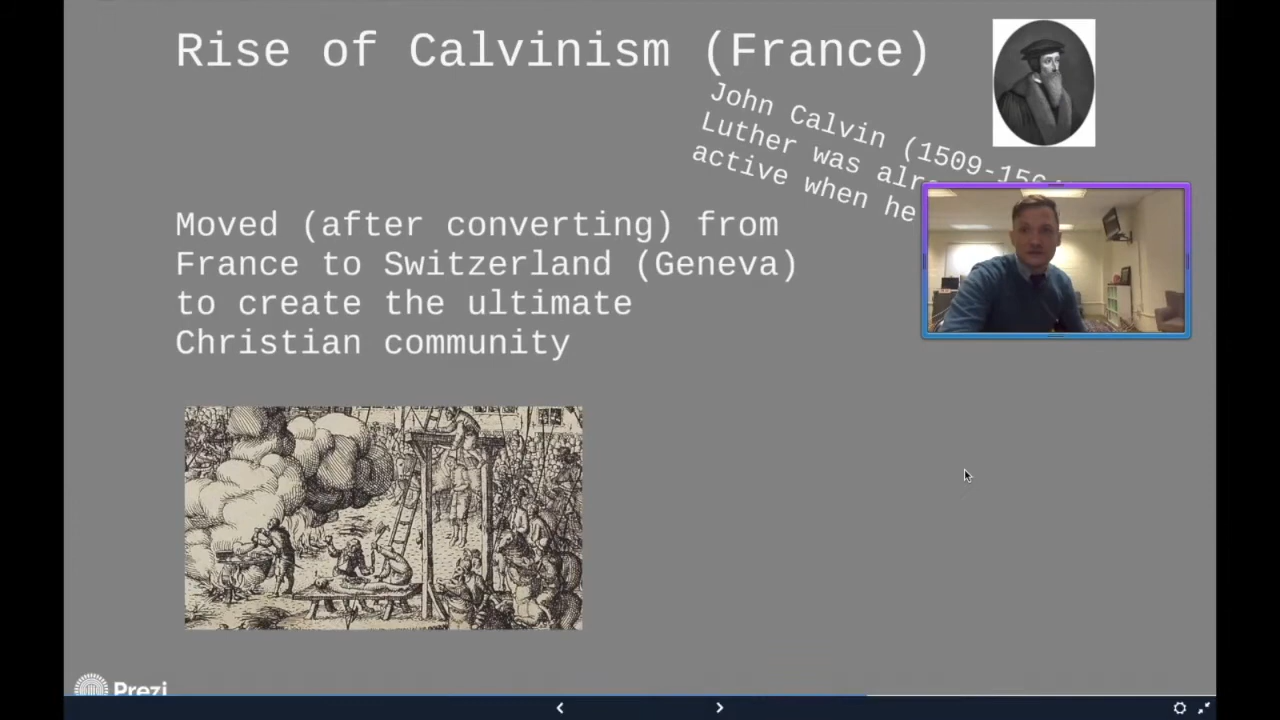 Rise of Calvinism (France)
John Calvin (1509-
Luther was
active when he
Moved (after converting) from
France to Switzerland (Geneva)
to create the ultimate
Christian community
Prezi